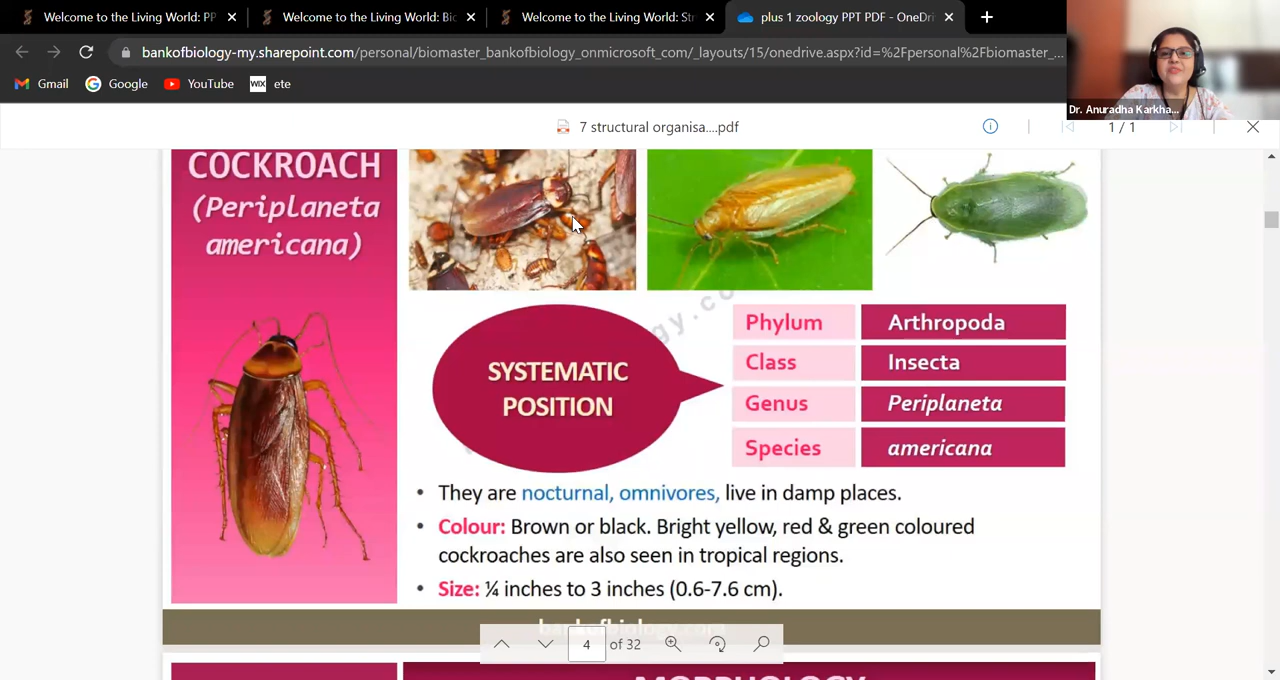 Welcome to the Living World: PP
Welcome to the Living World: Bio
Welcome to the Living World: Str
plus 1 zoology PPT PDF - OneDri
bankofbiology-my.sharepoint.com/personal/biomaster_bankofbiology_onmicrosoft_com/_layouts/15/onedrive.aspx?id=%2Fpersonal%2Fbiomaster_...
Gmail
Google
YouTube
WIX
ete
Dr. Anuradha Karkha...
7 structural organisa....pdf
1 / 1
COCKROACH
(Periplaneta
americana)
SYSTEMATIC
POSITION
Phylum Arthropoda
Class Insecta
Genus Periplaneta
Species americana
• They are nocturnal, omnivores, live in damp places.
• Colour: Brown or black. Bright yellow, red & green coloured
cockroaches are also seen in tropical regions.
• Size: ¼ inches to 3 inches (0.6-7.6 cm).
4 of 32